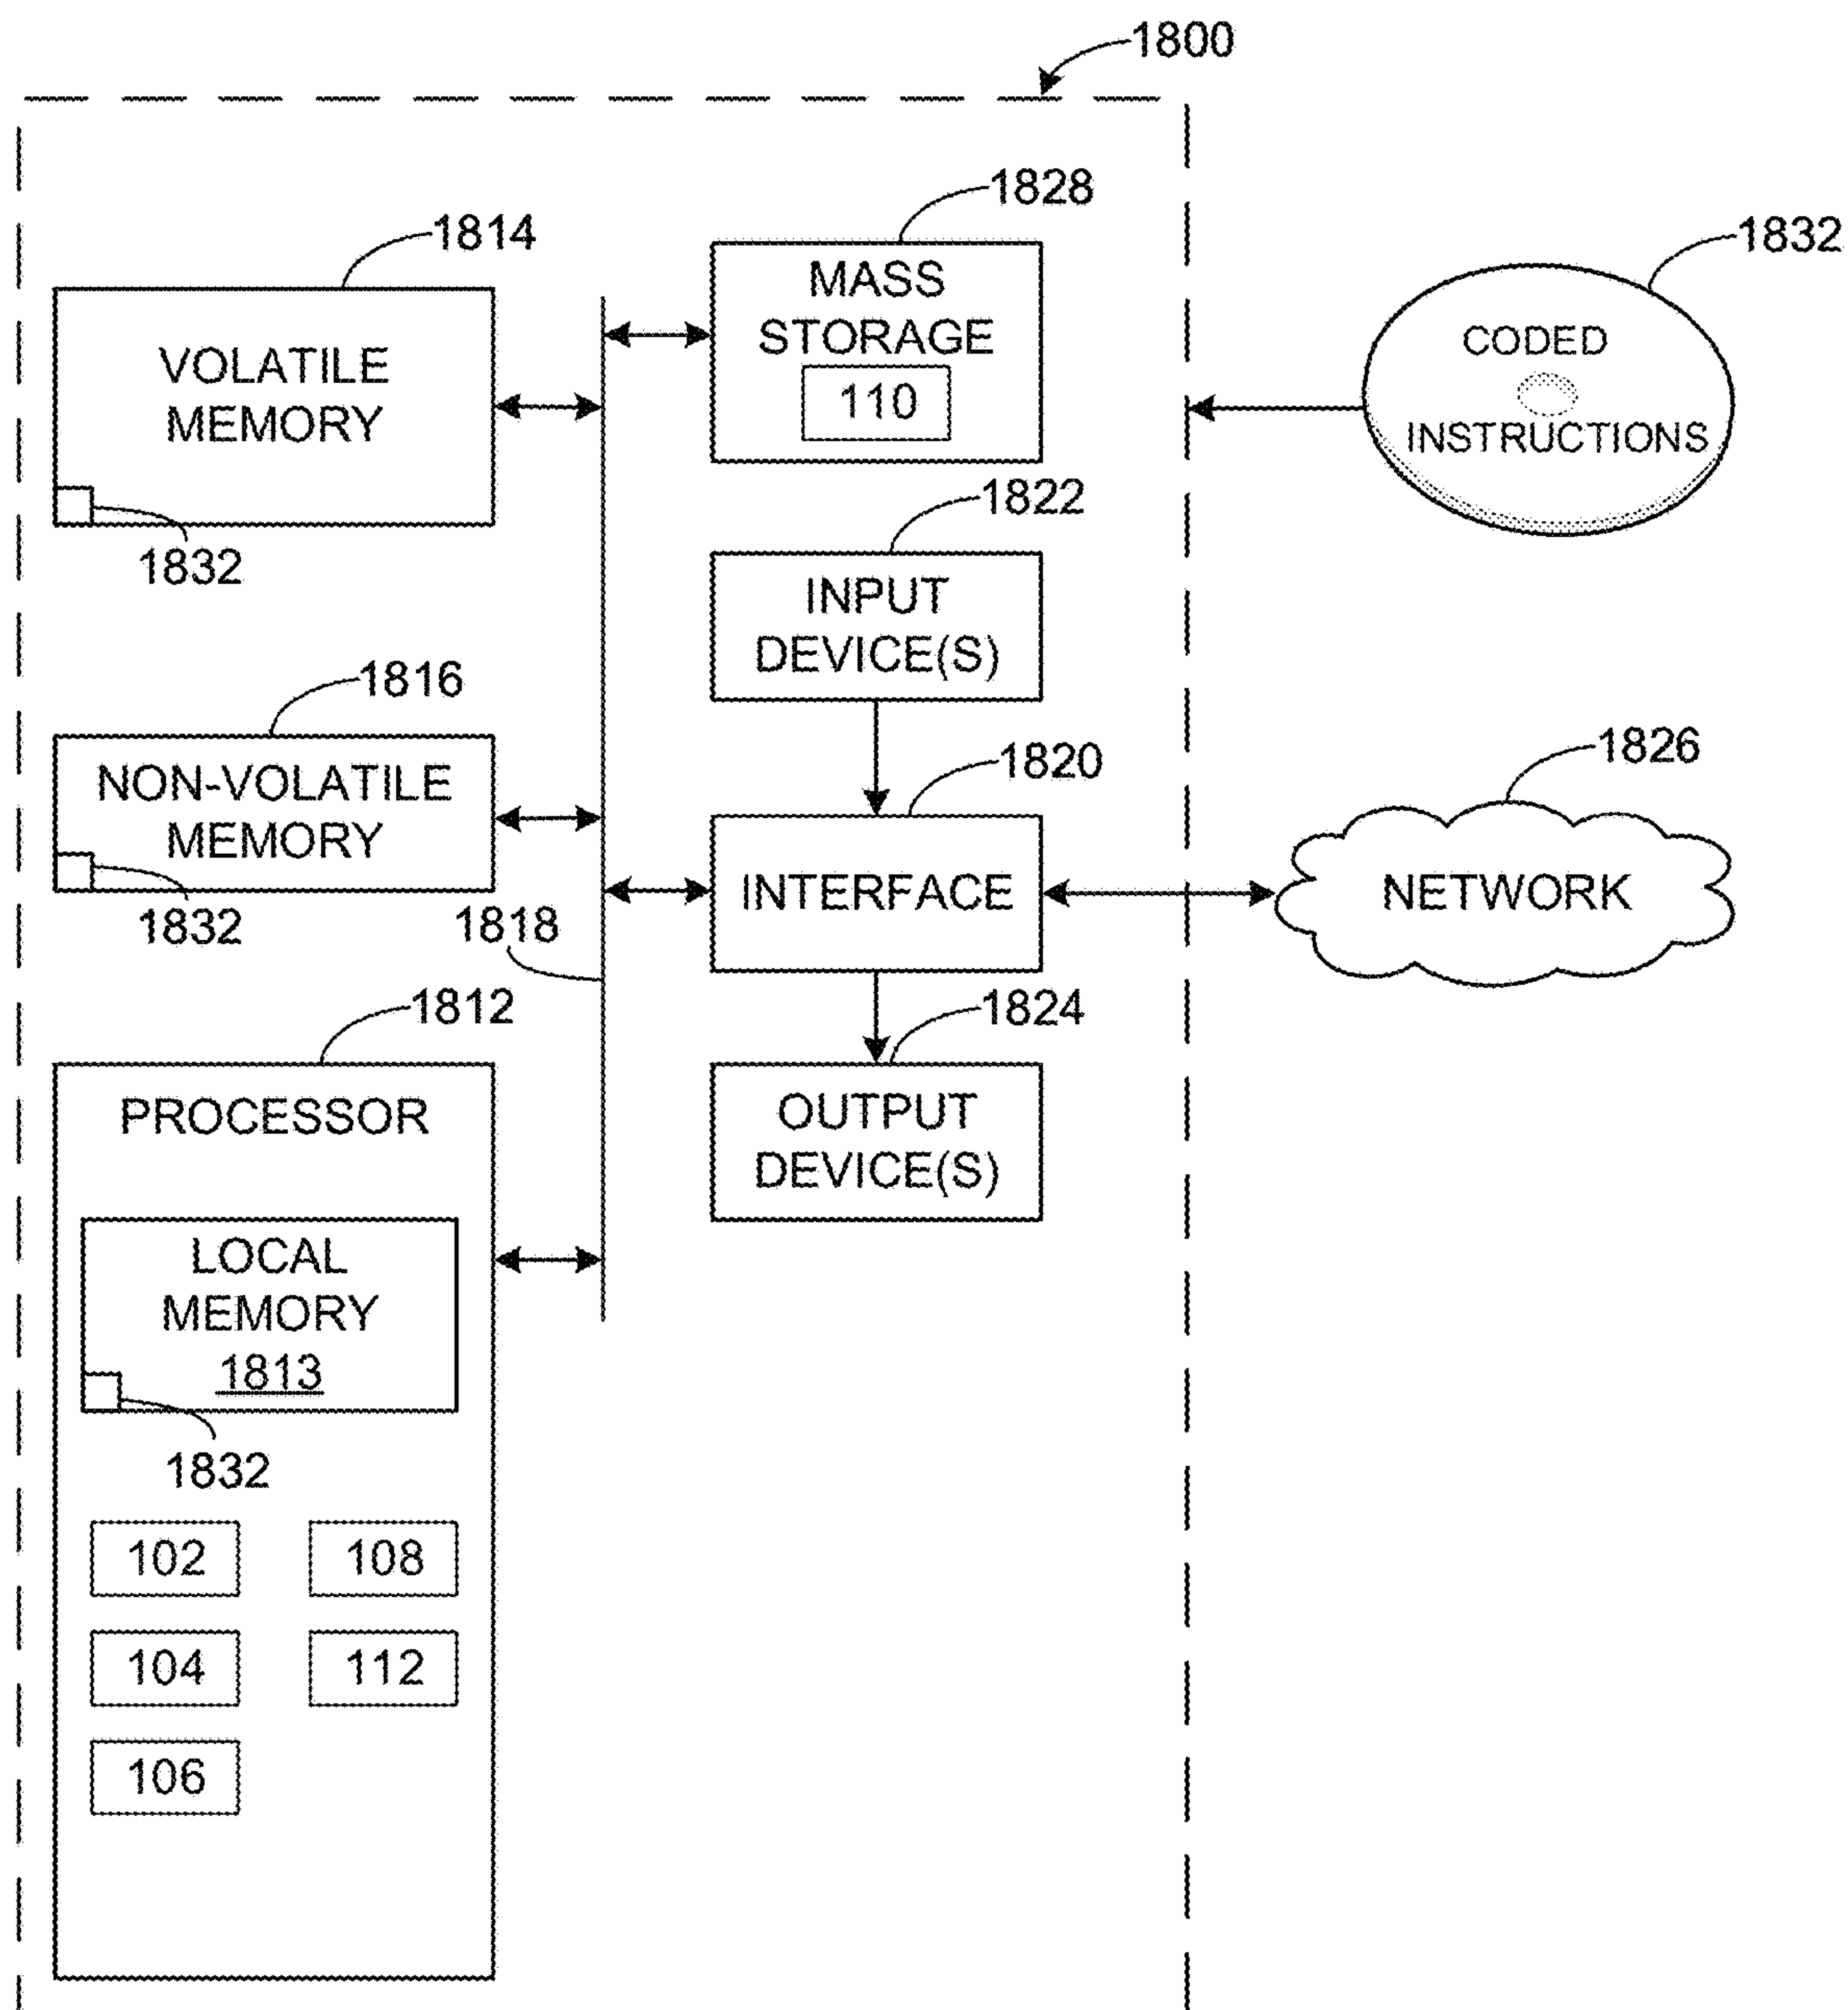 1800
1828
1814
MASS
STORAGE
110
1832
VOLATILE
MEMORY
CODED
INSTRUCTIONS
1832
1822
INPUT
DEVICE(S)
1816
1820
1826
NON-VOLATILE
MEMORY
INTERFACE
NETWORK
1832
1818
1812
1824
PROCESSOR
OUTPUT
DEVICE(S)
LOCAL
MEMORY
1813
1832
102
108
104
112
106